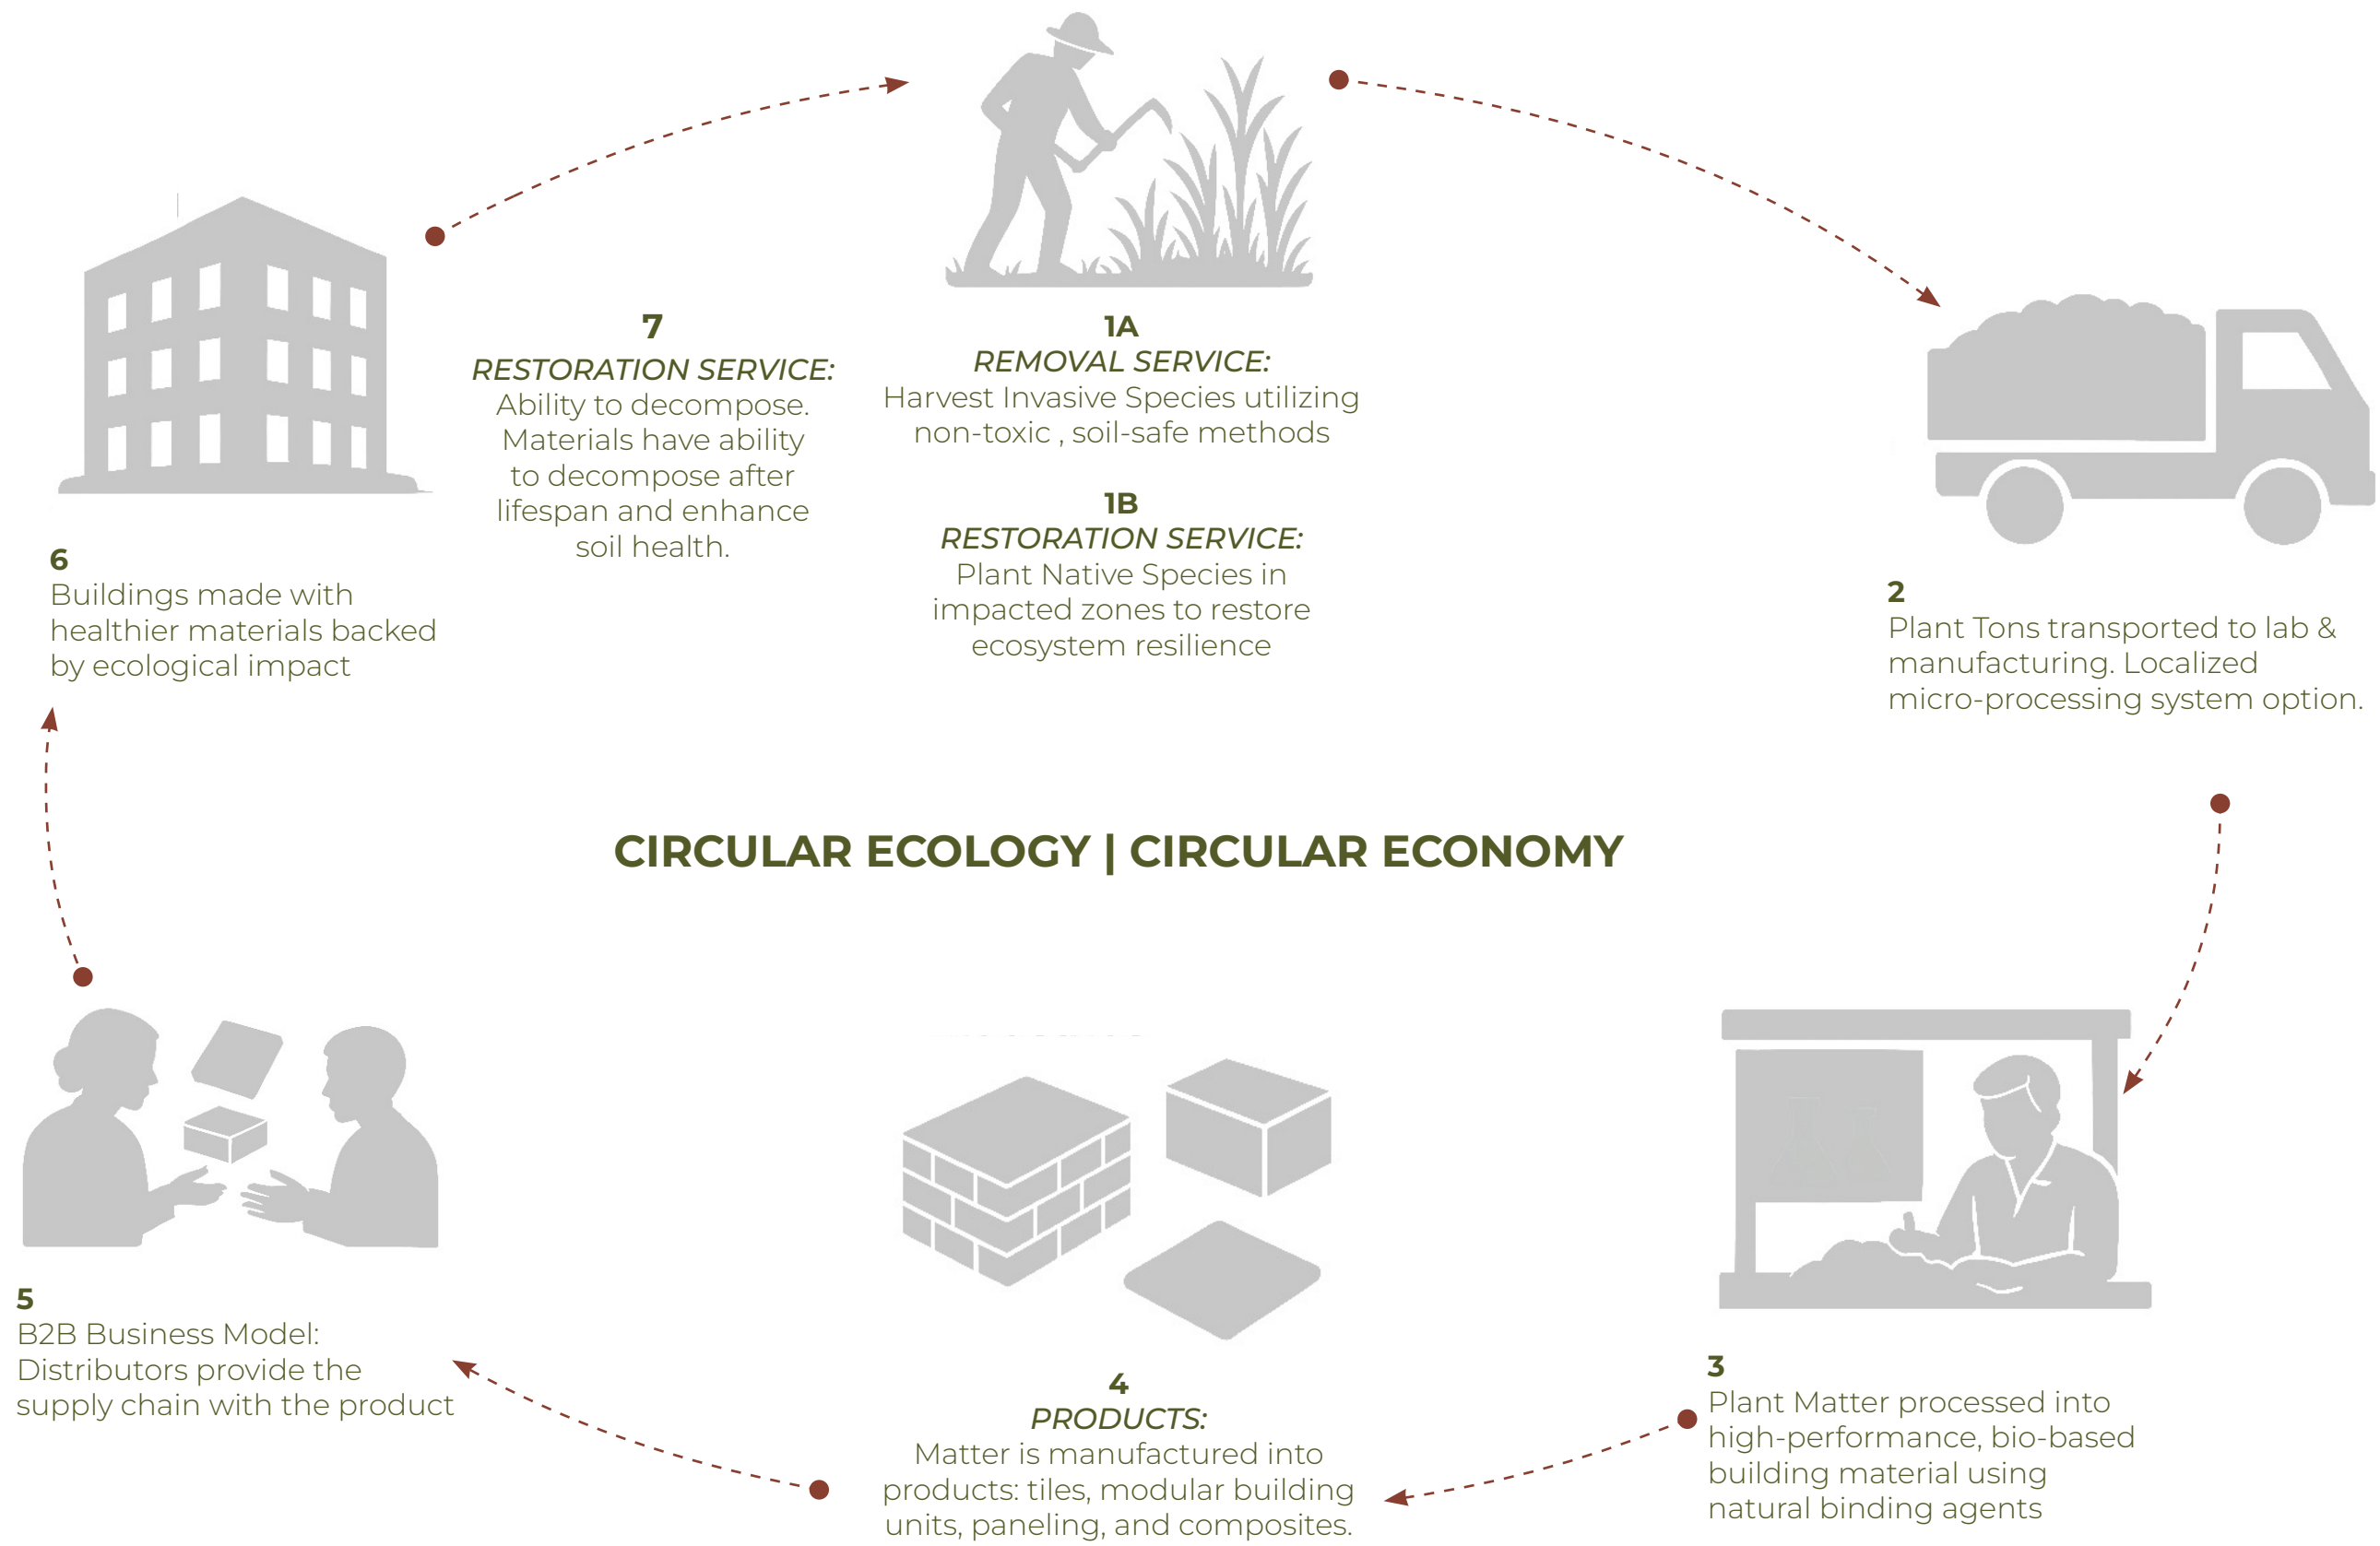 1A
REMOVAL SERVICE:
Harvest Invasive Species utilizing
non-toxic , soil-safe methods
1B
RESTORATION SERVICE:
Plant Native Species in
impacted zones to restore
ecosystem resilience
2
Plant Tons transported to lab &
manufacturing. Localized
micro-processing system option.
3
Plant Matter processed into
high-performance, bio-based
building material using
natural binding agents
4
PRODUCTS:
Matter is manufactured into
products: tiles, modular building
units, paneling, and composites.
5
B2B Business Model:
Distributors provide the
supply chain with the product
6
Buildings made with
healthier materials backed
by ecological impact
7
RESTORATION SERVICE:
Ability to decompose.
Materials have ability
to decompose after
lifespan and enhance
soil health.
CIRCULAR ECOLOGY | CIRCULAR ECONOMY